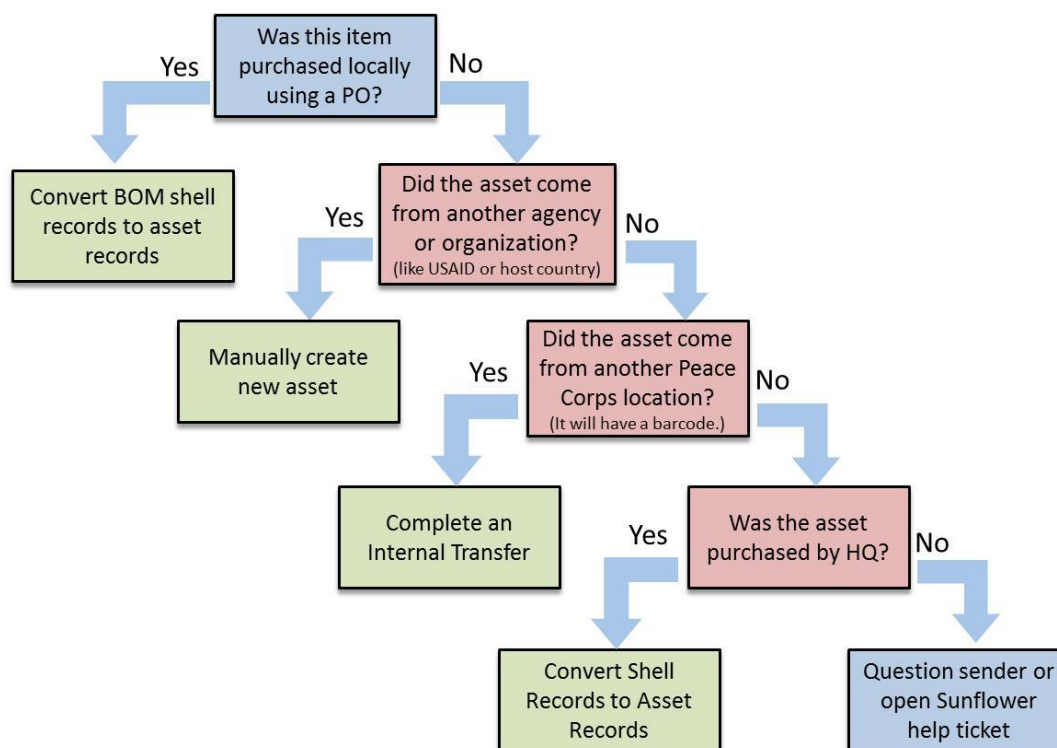 Was this item
purchased locally
using a PO?
Yes
No
Convert BOM shell
records to asset
records
Did the asset come
from another agency
or organization?
(like USAID or host country)
Yes
No
Manually create
new asset
Did the asset come
from another Peace
Corps location?
(It will have a barcode.)
Yes
No
Complete an
Internal Transfer
Was the asset
purchased by HQ?
Yes
No
Convert Shell
Records to Asset
Records
Question sender or
open Sunflower
help ticket